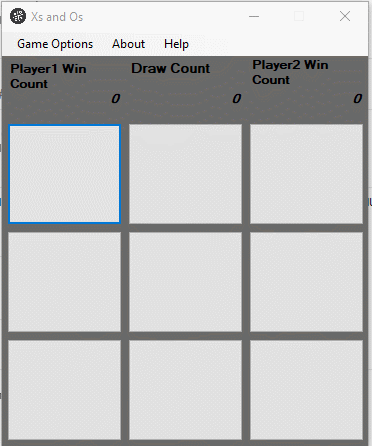 Xs and Os
Game Options About Help
Player1 Win Count
Draw Count
Player2 Win Count
0 0 0